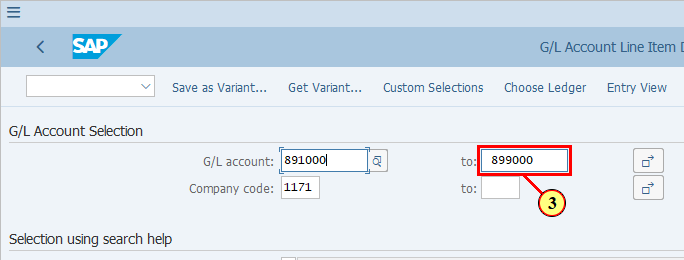 SAP
G/L Account Line Item D
Save as Variant... Get Variant... Custom Selections Choose Ledger Entry View
G/L Account Selection
G/L account: 891000 to: 899000
Company code: 1171 to:
3
Selection using search help